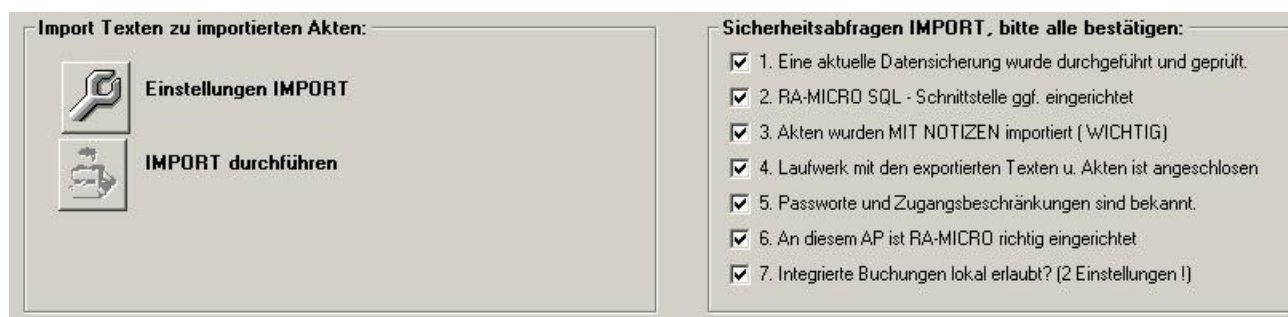 Import Texten zu importierten Akten:
Einstellungen IMPORT
IMPORT durchführen
Sicherheitsabfragen IMPORT, bitte alle bestätigen:
1. Eine aktuelle Datensicherung wurde durchgeführt und geprüft.
2. RA-MICRO SQL - Schnittstelle ggf. eingerichtet
3. Akten wurden MIT NOTIZEN importiert ( WICHTIG)
4. Laufwerk mit den exportierten Texten u. Akten ist angeschlosen
5. Passworte und Zugangsbeschränkungen sind bekannt.
6. An diesem AP ist RA-MICRO richtig eingerichtet
7. Integrierte Buchungen lokal erlaubt? (2 Einstellungen !)